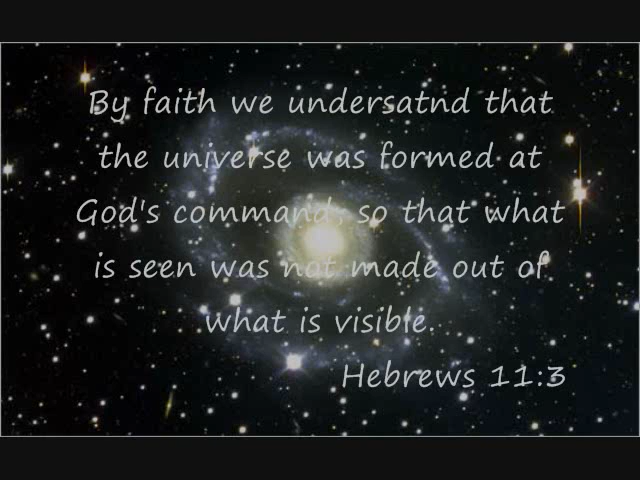 By faith we undersatnd that
the universe was formed at
God's command, so that what
is seen was not made out of
what is visible.
Hebrews 11:3